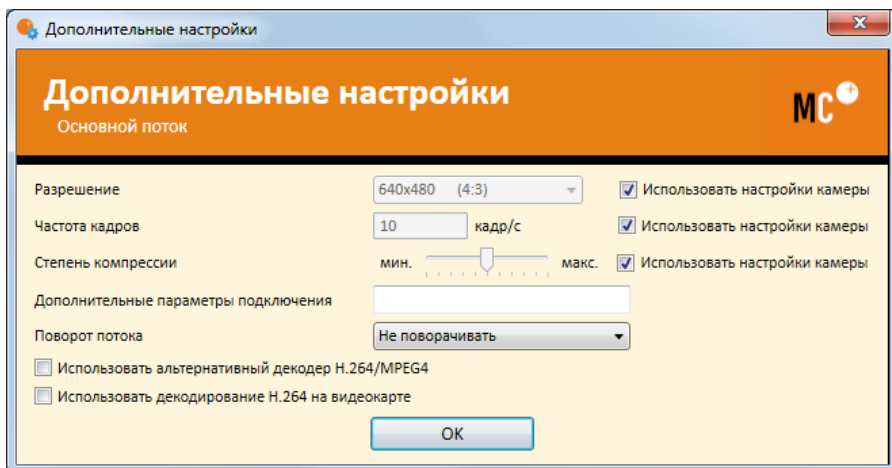 Дополнительные настройки
Дополнительные настройки
Основной поток
MC+
Разрешение 640x480 (4:3) Использовать настройки камеры
Частота кадров 10 кадр/с Использовать настройки камеры
Степень компрессии мин. макс. Использовать настройки камеры
Дополнительные параметры подключения
Поворот потока Не поворачивать
Использовать альтернативный декодер H.264/MPEG4
Использовать декодирование H.264 на видеокарте
OK